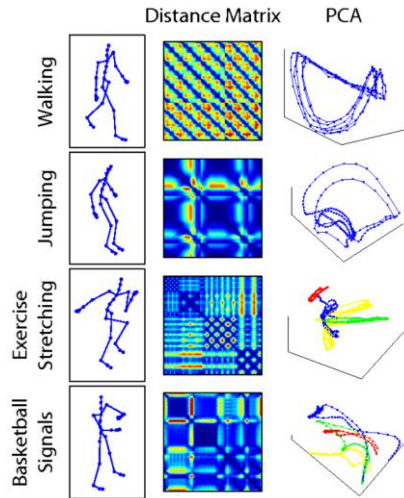 Distance Matrix PCA
Walking
Jumping
Exercise
Stretching
Basketball
Signals